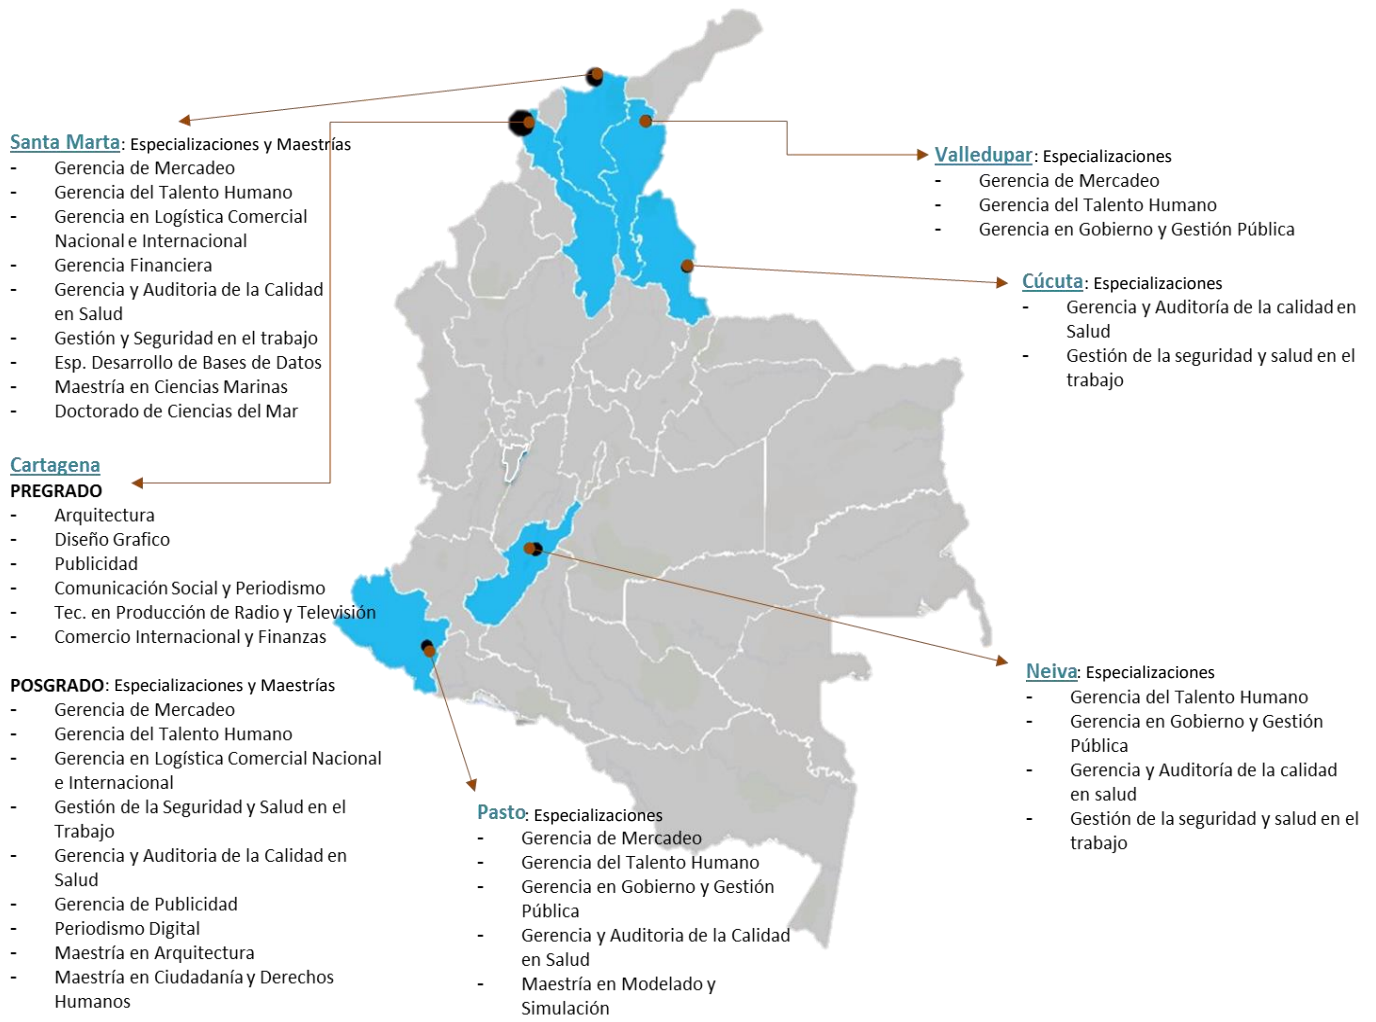 Santa Marta: Especializaciones y Maestrías
- Gerencia de Mercadeo
- Gerencia del Talento Humano
- Gerencia en Logística Comercial
Nacional e Internacional
- Gerencia Financiera
- Gerencia y Auditoria de la Calidad
en Salud
- Gestión y Seguridad en el trabajo
- Esp. Desarrollo de Bases de Datos
- Maestría en Ciencias Marinas
- Doctorado de Ciencias del Mar
Cartagena
PREGRADO
- Arquitectura
- Diseño Grafico
- Publicidad
- Comunicación Social y Periodismo
- Tec. en Producción de Radio y Televisión
- Comercio Internacional y Finanzas
POSGRADO: Especializaciones y Maestrías
- Gerencia de Mercadeo
- Gerencia del Talento Humano
- Gerencia en Logística Comercial Nacional
e Internacional
- Gestión de la Seguridad y Salud en el
Trabajo
- Gerencia y Auditoria de la Calidad en
Salud
- Gerencia de Publicidad
- Periodismo Digital
- Maestría en Arquitectura
- Maestría en Ciudadanía y Derechos
Humanos
Valledupar: Especializaciones
- Gerencia de Mercadeo
- Gerencia del Talento Humano
- Gerencia en Gobierno y Gestión Pública
Cúcuta: Especializaciones
- Gerencia y Auditoría de la calidad en
Salud
- Gestión de la seguridad y salud en el
trabajo
Neiva: Especializaciones
- Gerencia del Talento Humano
- Gerencia en Gobierno y Gestión
Pública
- Gerencia y Auditoría de la calidad
en salud
- Gestión de la seguridad y salud en el
trabajo
Pasto: Especializaciones
- Gerencia de Mercadeo
- Gerencia del Talento Humano
- Gerencia en Gobierno y Gestión
Pública
- Gerencia y Auditoria de la Calidad
en Salud
- Maestría en Modelado y
Simulación